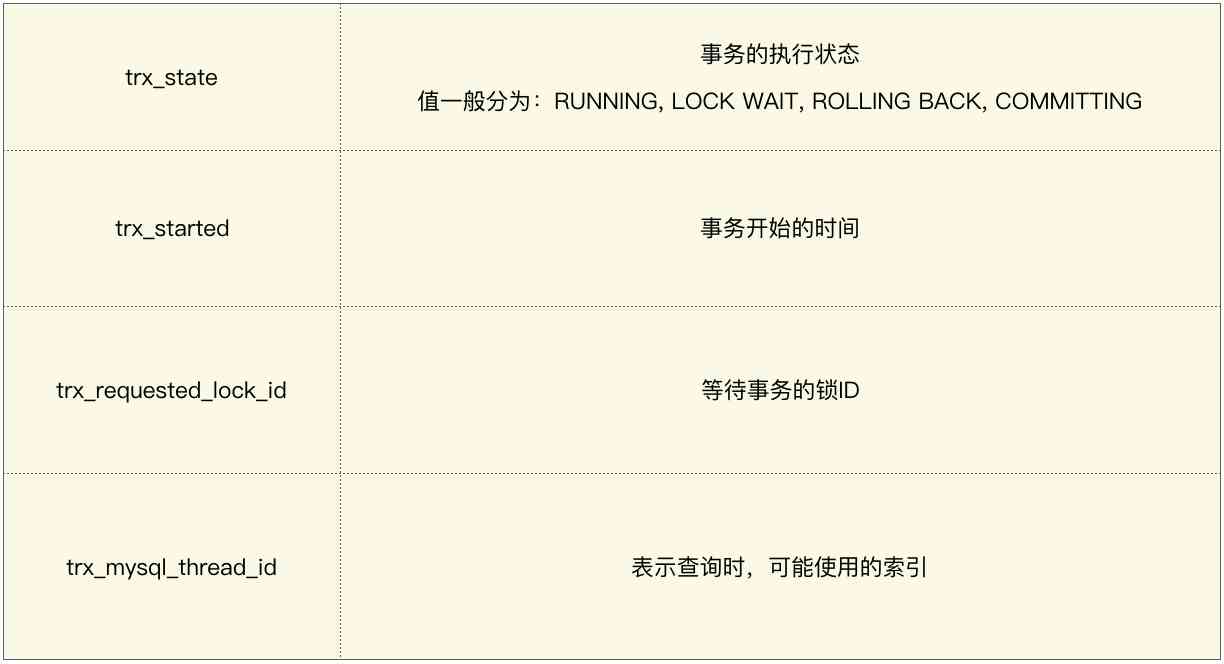 trx_state
事务的执行状态
值一般分为：RUNNING, LOCK WAIT, ROLLING BACK, COMMITTING
trx_started
事务开始的时间
trx_requested_lock_id
等待事务的锁ID
trx_mysql_thread_id
表示查询时，可能使用的索引